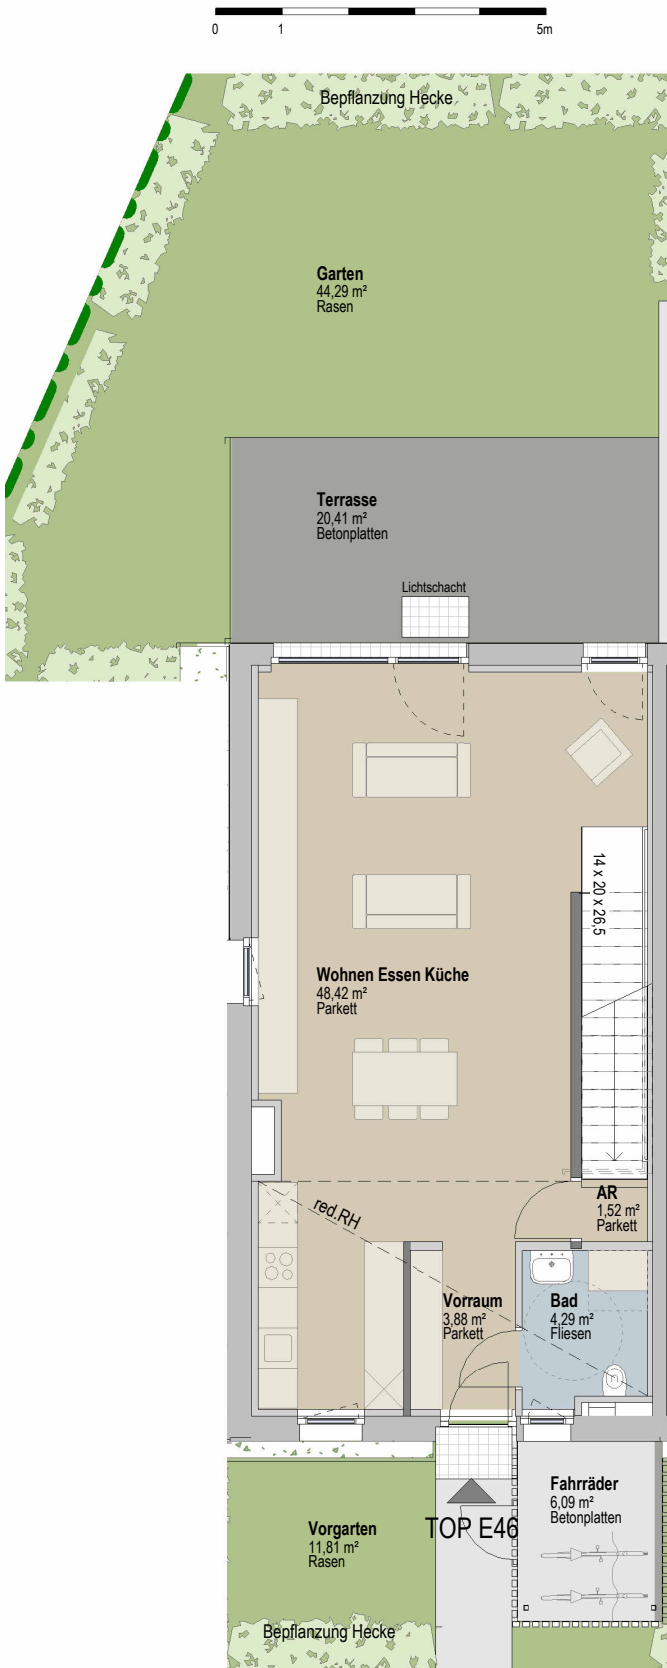 0 1 5m
Bepflanzung Hecke
Garten
44,29 m²
Rasen
Terrasse
20,41 m²
Betonplatten
Lichtschacht
14 x 20 x 26,5
Wohnen Essen Küche
48,42 m²
Parkett
AR
1,52 m²
Parkett
red.RH
Vorraum
3,88 m²
Parkett
Bad
4,29 m²
Fliesen
Fahrräder
6,09 m²
Betonplatten
TOP E46
Vorgarten
11,81 m²
Rasen
Bepflanzung Hecke